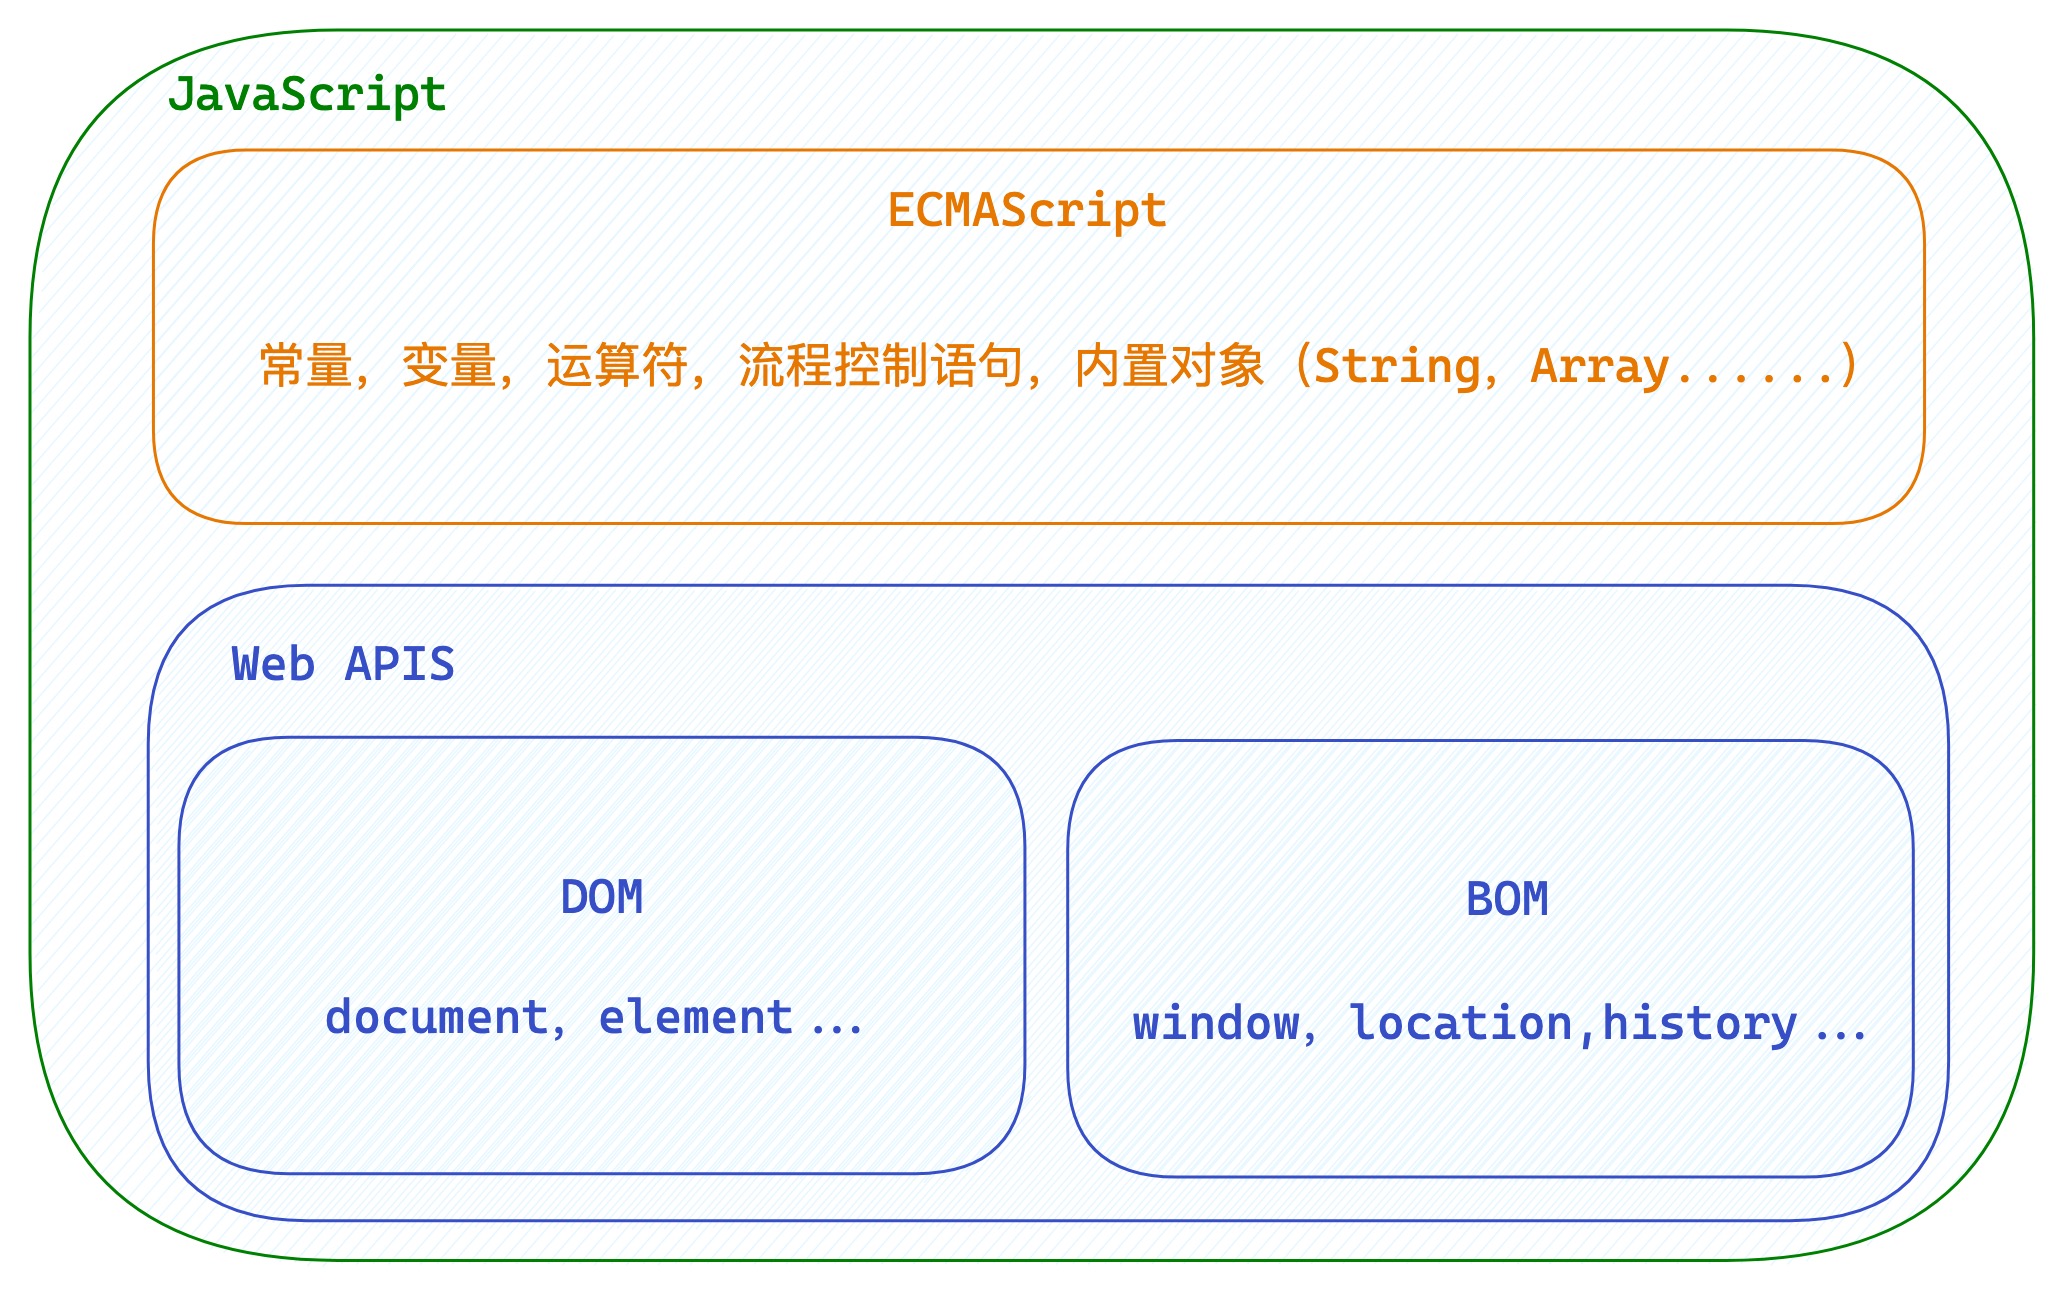 JavaScript
ECMAScript
常量，变量，运算符，流程控制语句，内置对象（String，Array......)
Web APIS
DOM
document，element ...
BOM
window，location,history ...